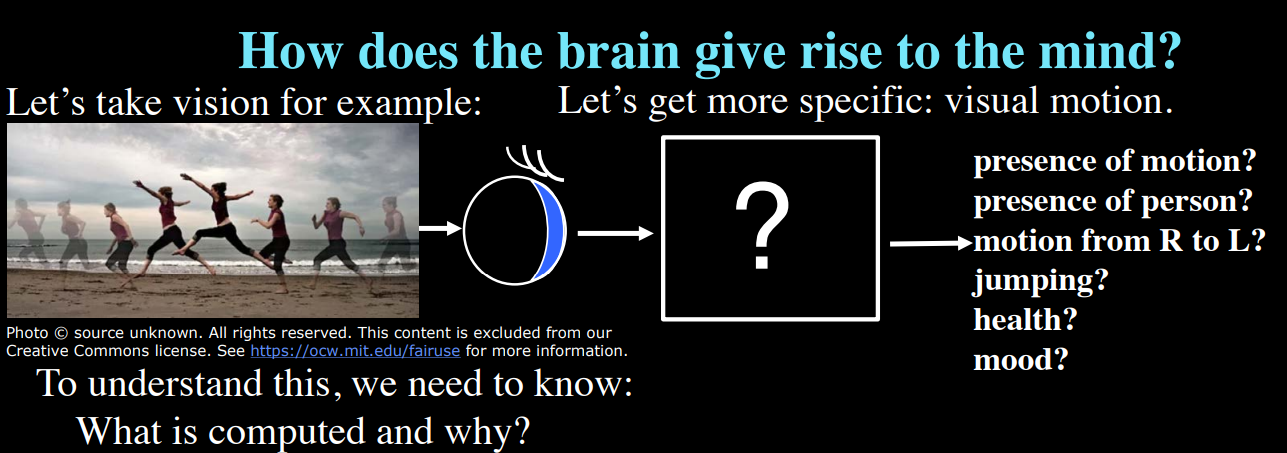 How does the brain give rise to the mind?
Let's take vision for example:
Let's get more specific: visual motion.
?
presence of motion?
presence of person?
motion from R to L?
jumping?
health?
mood?
Photo © source unknown. All rights reserved. This content is excluded from our
Creative Commons license. See https://ocw.mit.edu/fairuse for more information.
To understand this, we need to know:
What is computed and why?